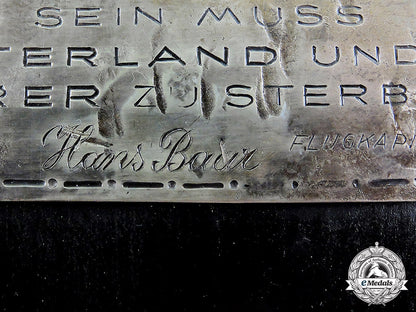 SEIN MUSS
TERLAND UND
RER ZU STERB
Hans Baur
FLUGKAPI
eMedals